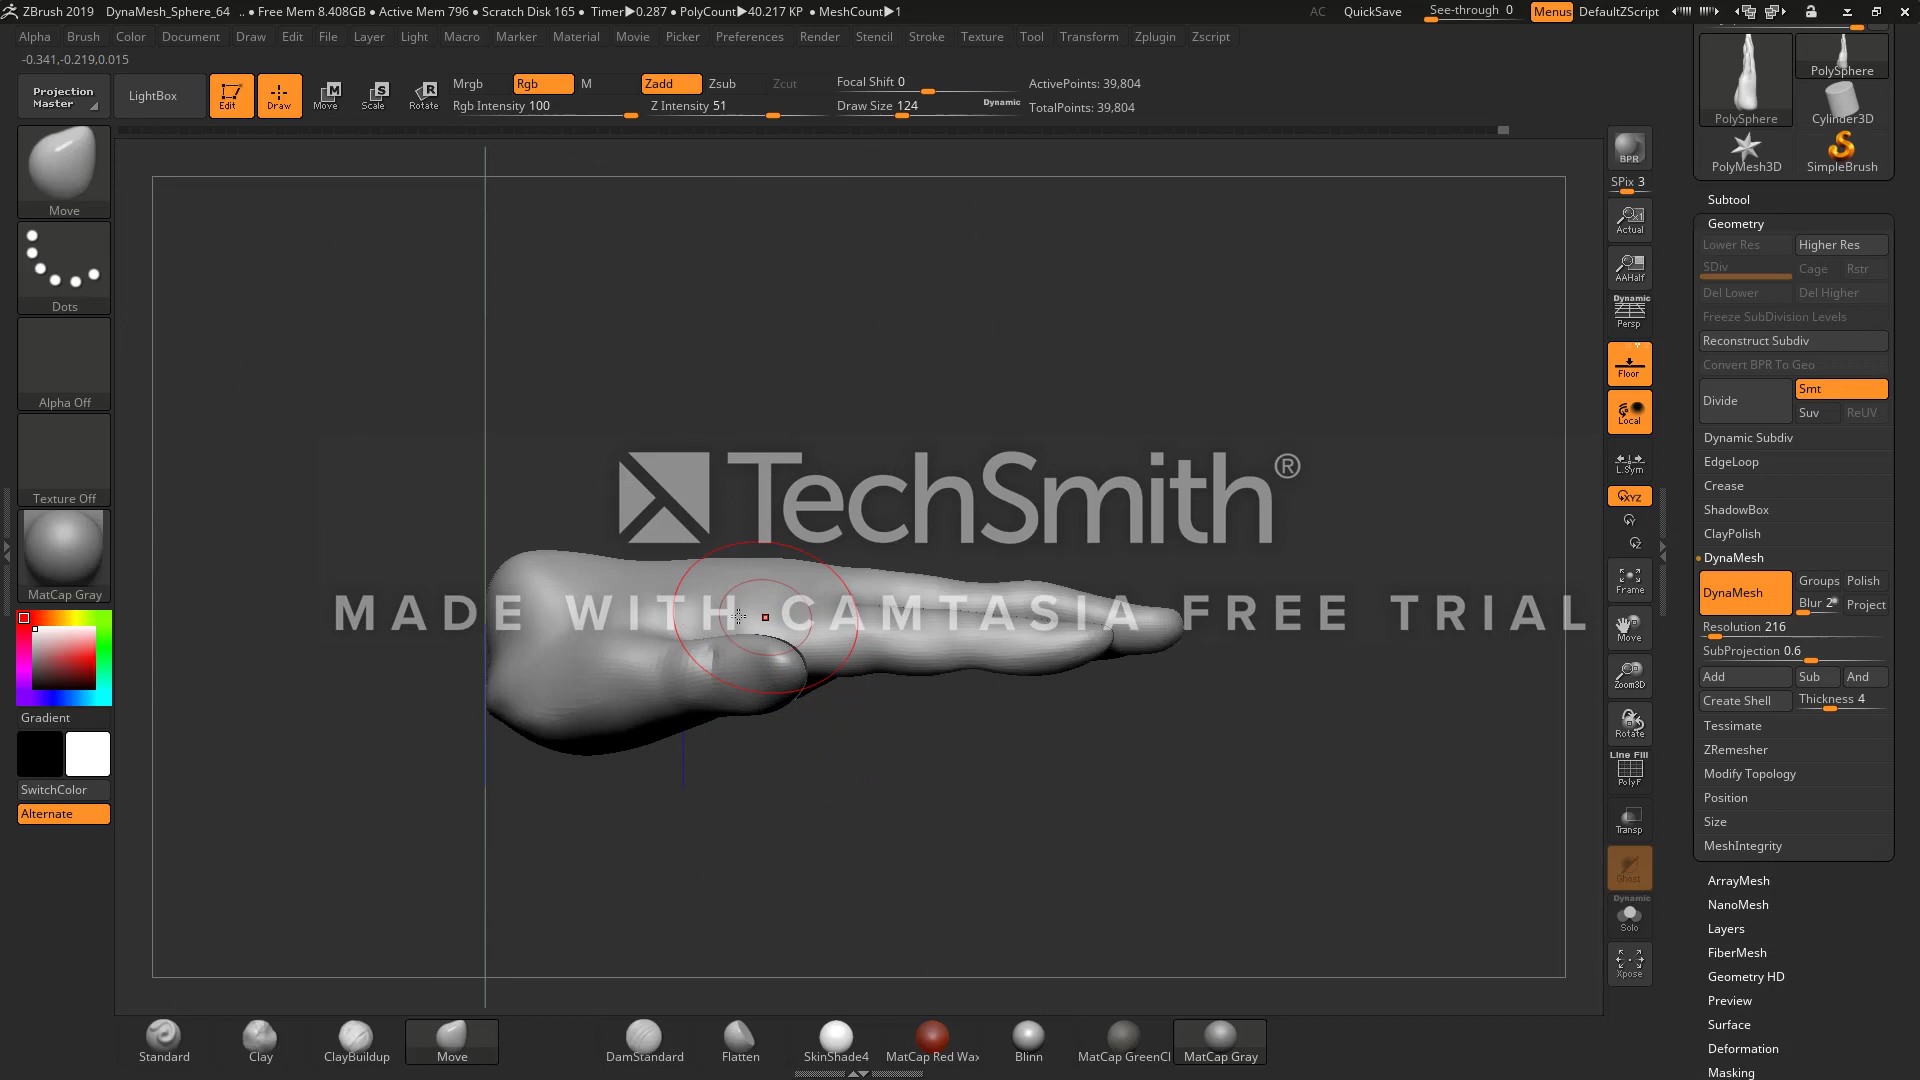 ZBrush 2019 DynaMesh_Sphere_64 .. ● Free Mem 8.408GB ● Active Mem 796 ● Scratch Disk 165 ● Timer▶0.287 ● PolyCount▶40.217 KP ● MeshCount▶1 AC QuickSave See-through 0 Menus DefaultZScript
Alpha Brush Color Document Draw Edit File Layer Light Macro Marker Material Movie Picker Preferences Render Stencil Stroke Texture Tool Transform Zplugin Zscript
-0.341,-0.219,0.015
Projection Master
LightBox
Edit
Draw
Move
Scale
Rotate
Mrgb Rgb M
Rgb Intensity 100
Zadd Zsub Zcut
Z Intensity 51
Focal Shift 0
Draw Size 124 Dynamic
ActivePoints: 39,804
TotalPoints: 39,804
Move
Dots
Alpha Off
Texture Off
MatCap Gray
Gradient
SwitchColor
Alternate
TechSmith®
MADE WITH CAMTASIA FREE TRIAL
BPR
SPix 3
Actual
AAHalf
Dynamic
Persp
Floor
Local
L.Sym
XYZ
Y
Z
Frame
Move
Zoom3D
Rotate
Line Fill
PolyF
Transp
Ghost
Dynamic
Solo
Xpose
PolySphere
PolySphere
Cylinder3D
PolyMesh3D
SimpleBrush
Subtool
Geometry
Lower Res Higher Res
SDiv Cage Rstr
Del Lower Del Higher
Freeze SubDivision Levels
Reconstruct Subdiv
Convert BPR To Geo
Divide Smt
Suv ReUV
Dynamic Subdiv
EdgeLoop
Crease
ShadowBox
ClayPolish
DynaMesh
DynaMesh Groups Polish
Blur 2 Project
Resolution 216
SubProjection 0.6
Add Sub And
Create Shell Thickness 4
Tessimate
ZRemesher
Modify Topology
Position
Size
MeshIntegrity
ArrayMesh
NanoMesh
Layers
FiberMesh
Geometry HD
Preview
Surface
Deformation
Masking
Standard Clay ClayBuildup Move DamStandard Flatten SkinShade4 MatCap Red Wax Blinn MatCap GreenCl MatCap Gray